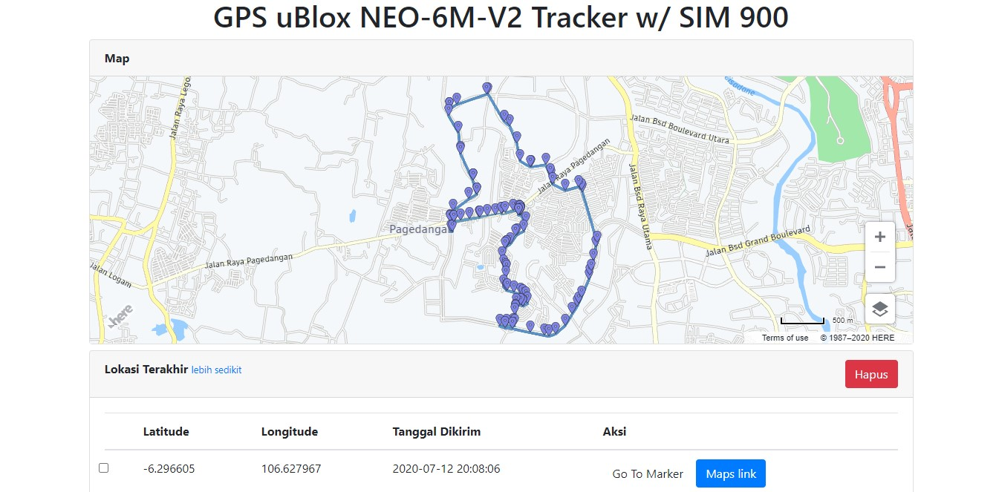 GPS uBlox NEO-6M-V2 Tracker w/ SIM 900
Map
Jalan Raya Lego
Jalan Bsd Boulevard Utara
Jalan Raya Pagedangan
Jalan Bsd Raya Utama
Pagedanga
Jalan Bsd Grand Boulevard
Jalan Raya Pagedangan
Jalan Logam
here
+
−
500 m
Terms of use
© 1987–2020 HERE
Lokasi Terakhir lebih sedikit
Hapus
Latitude Longitude Tanggal Dikirim Aksi
-6.296605 106.627967 2020-07-12 20:08:06 Go To Marker Maps link